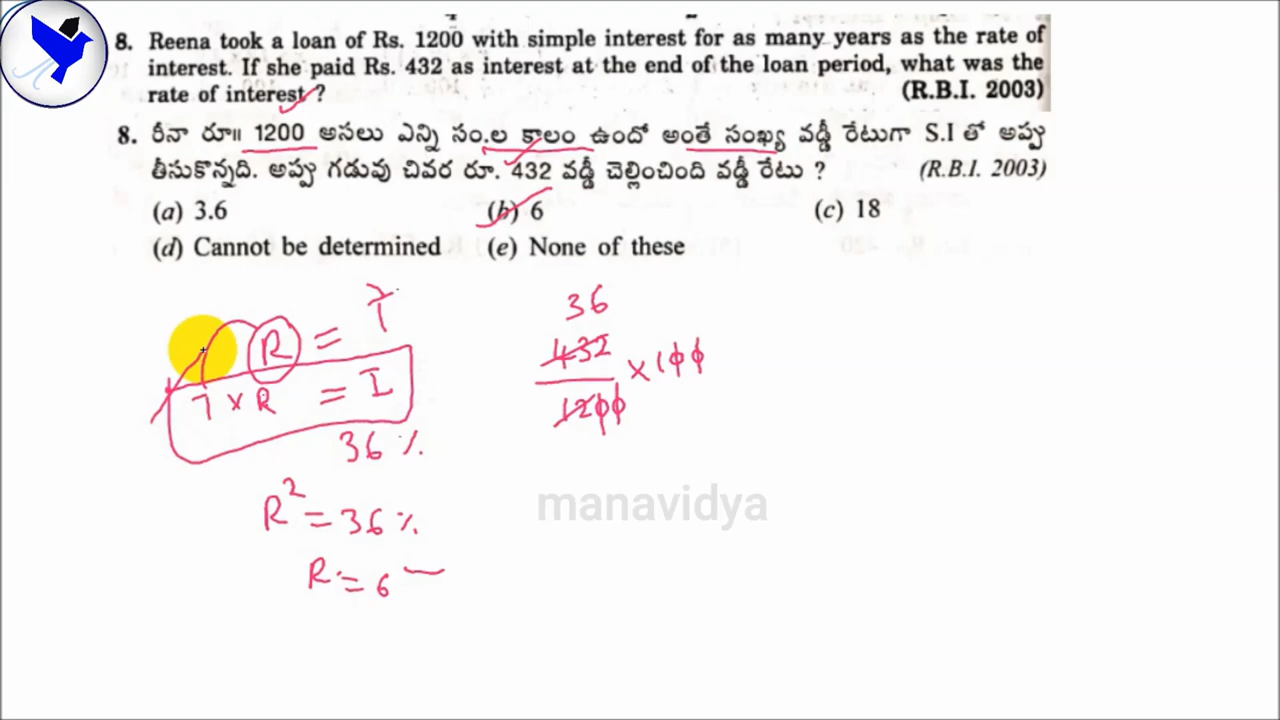 8. Reena took a loan of Rs. 1200 with simple interest for as many years as the rate of
interest. If she paid Rs. 432 as interest at the end of the loan period, what was the
rate of interest ? (R.B.I. 2003)
8. రీనా రూ॥ 1200 అసలు ఎన్ని సం.ల కాలం ఉందో అంతే సంఖ్య వడ్డీ రేటుగా S.I తో అప్పు
తీసుకొన్నది. అప్పు గడువు చివర రూ. 432 వడ్డీ చెల్లించింది వడ్డీ రేటు ? (R.B.I. 2003)
(a) 3.6 (b) 6 (c) 18
(d) Cannot be determined (e) None of these
R = T
T × R = I
36 %
R² = 36 %
R = 6
36
432
1200
× 100
manavidya